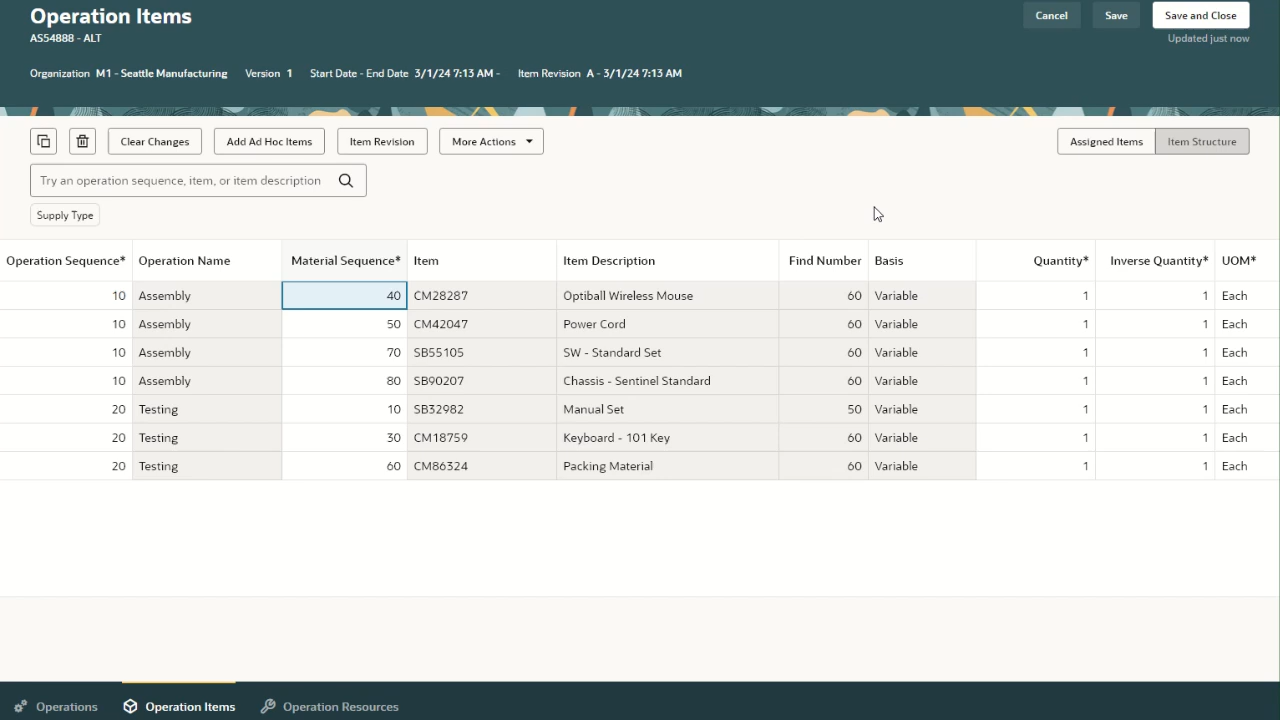 Operation Items
Cancel Save Save and Close
AS54888 - ALT
Updated just now
Organization M1 - Seattle Manufacturing Version 1 Start Date - End Date 3/1/24 7:13 AM - Item Revision A - 3/1/24 7:13 AM
Clear Changes Add Ad Hoc Items Item Revision More Actions Assigned Items Item Structure
Try an operation sequence, item, or item description
Supply Type
Operation Sequence* Operation Name Material Sequence* Item Item Description Find Number Basis Quantity* Inverse Quantity* UOM*
10 Assembly 40 CM28287 Optiball Wireless Mouse 60 Variable 1 1 Each
10 Assembly 50 CM42047 Power Cord 60 Variable 1 1 Each
10 Assembly 70 SB55105 SW - Standard Set 60 Variable 1 1 Each
10 Assembly 80 SB90207 Chassis - Sentinel Standard 60 Variable 1 1 Each
20 Testing 10 SB32982 Manual Set 50 Variable 1 1 Each
20 Testing 30 CM18759 Keyboard - 101 Key 60 Variable 1 1 Each
20 Testing 60 CM86324 Packing Material 60 Variable 1 1 Each
Operations Operation Items Operation Resources